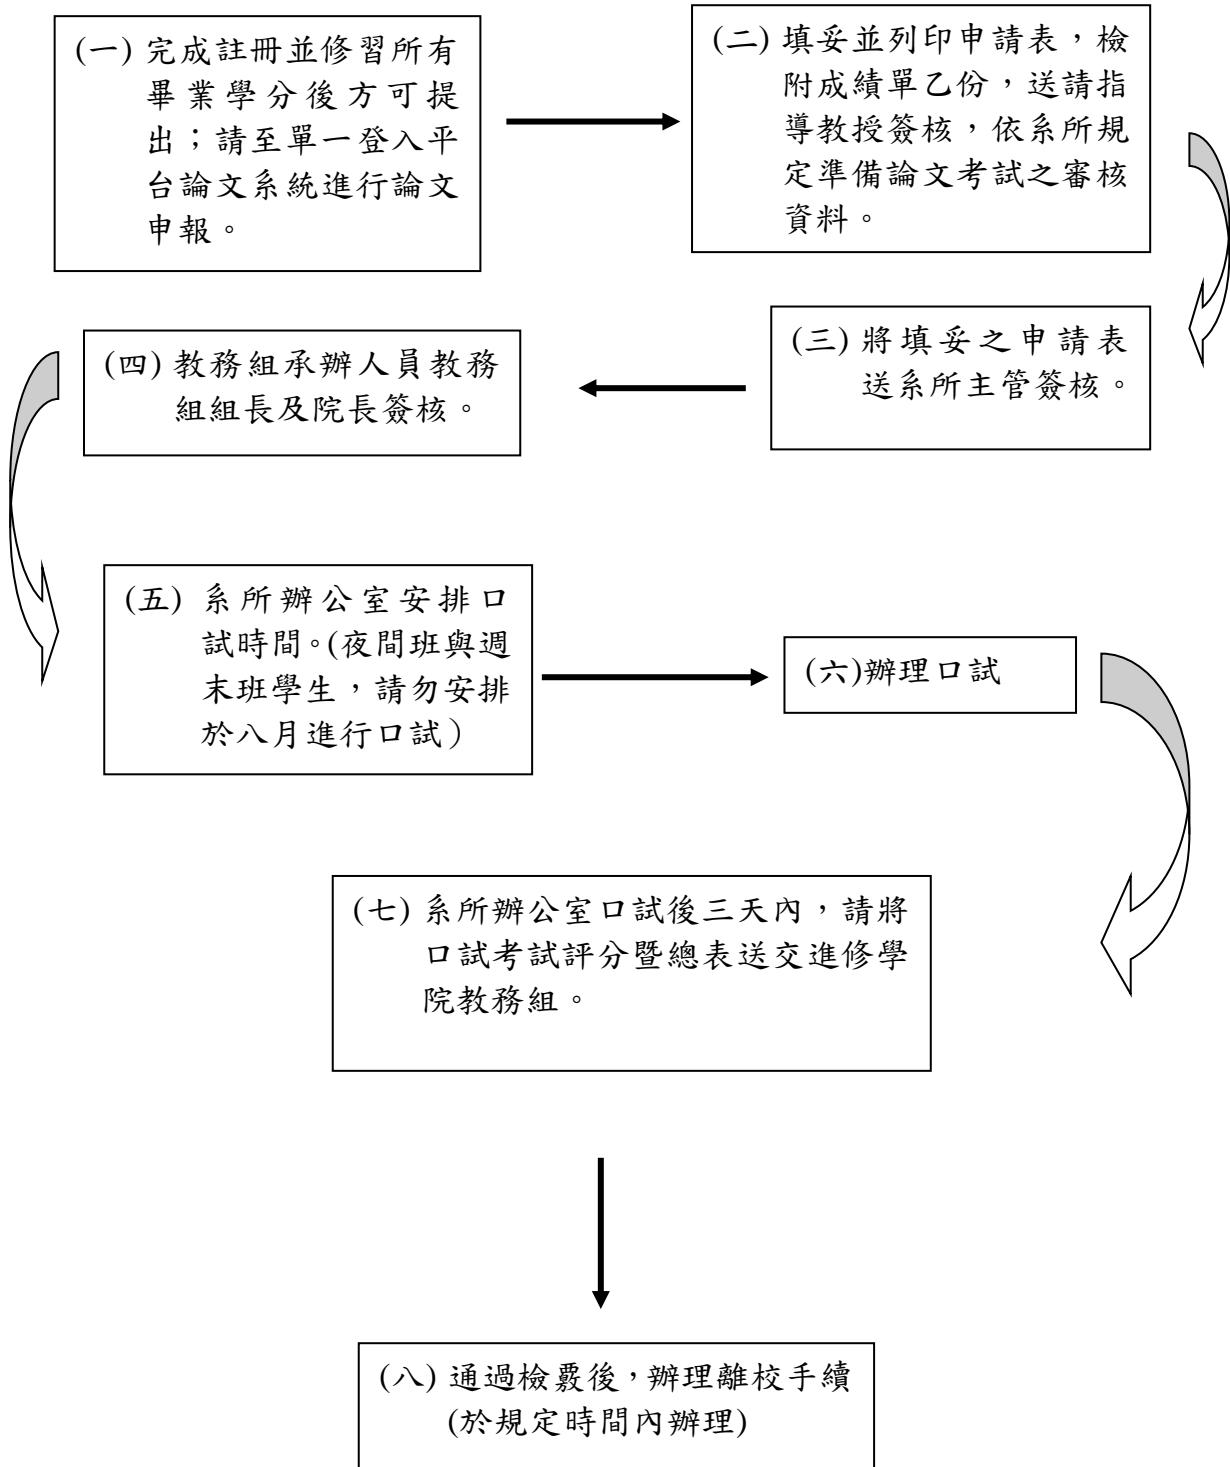 (一) 完成註冊並修習所有
畢業學分後方可提
出；請至單一登入平
台論文系統進行論文
申報。
(二) 填妥並列印申請表，檢
附成績單乙份，送請指
導教授簽核，依系所規
定準備論文考試之審核
資料。
(三) 將填妥之申請表
送系所主管簽核。
(四) 教務組承辦人員教務
組組長及院長簽核。
(五) 系所辦公室安排口
試時間。(夜間班與週
末班學生，請勿安排
於八月進行口試)
(六)辦理口試
(七) 系所辦公室口試後三天內，請將
口試考試評分暨總表送交進修學
院教務組。
(八) 通過檢覈後，辦理離校手續
(於規定時間內辦理)